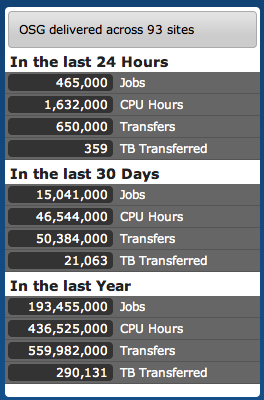 OSG delivered across 93 sites
In the last 24 Hours
465,000 Jobs
1,632,000 CPU Hours
650,000 Transfers
359 TB Transferred
In the last 30 Days
15,041,000 Jobs
46,544,000 CPU Hours
50,384,000 Transfers
21,063 TB Transferred
In the last Year
193,455,000 Jobs
436,525,000 CPU Hours
559,982,000 Transfers
290,131 TB Transferred